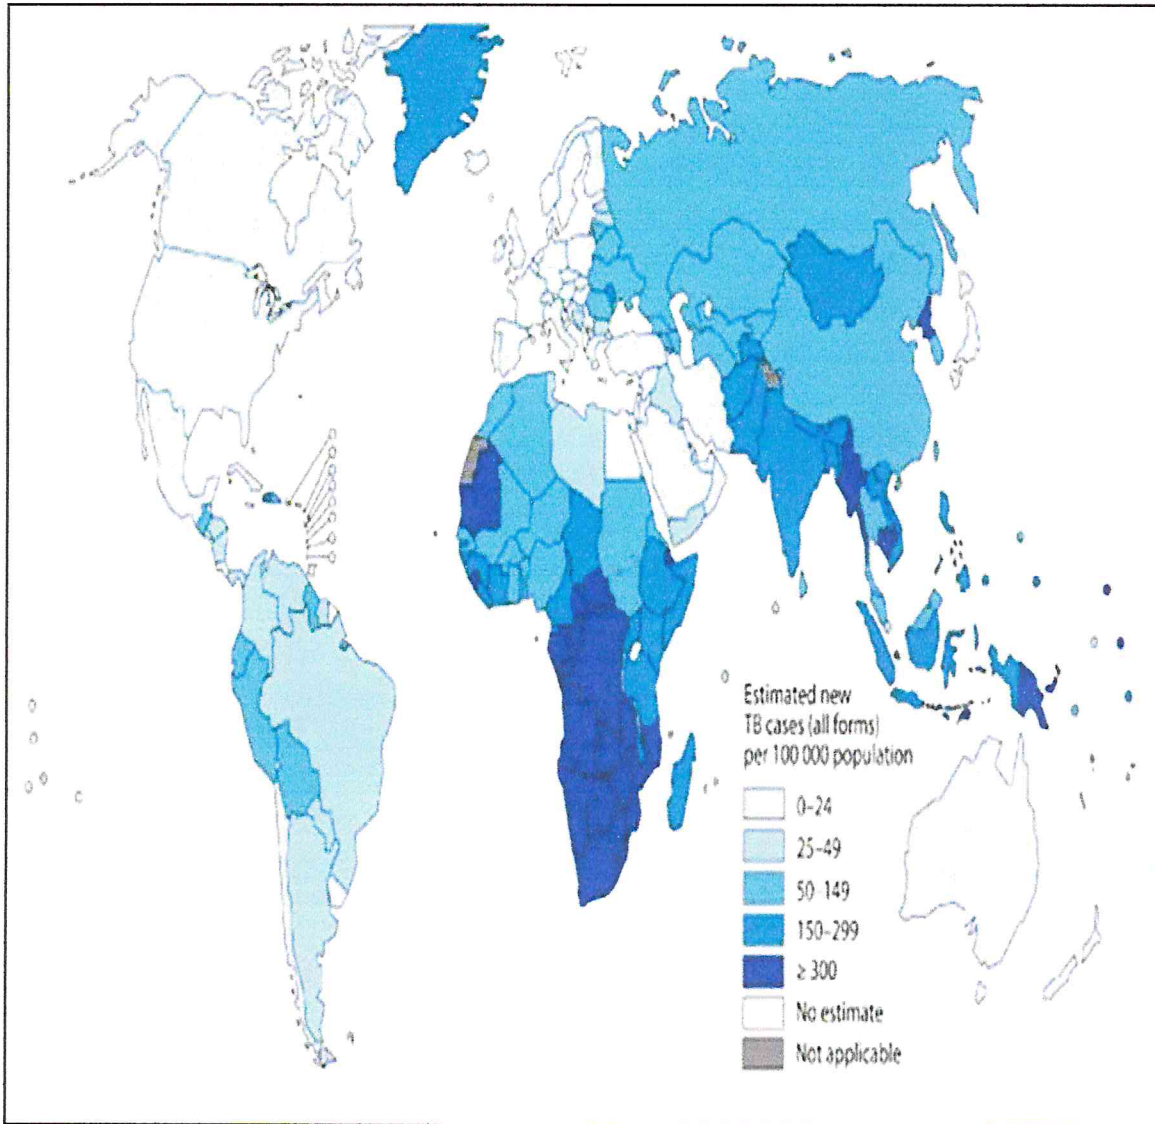 Estimated new
TB cases (all forms)
per 100 000 population
0–24
25–49
50–149
150–299
≥ 300
No estimate
Not applicable